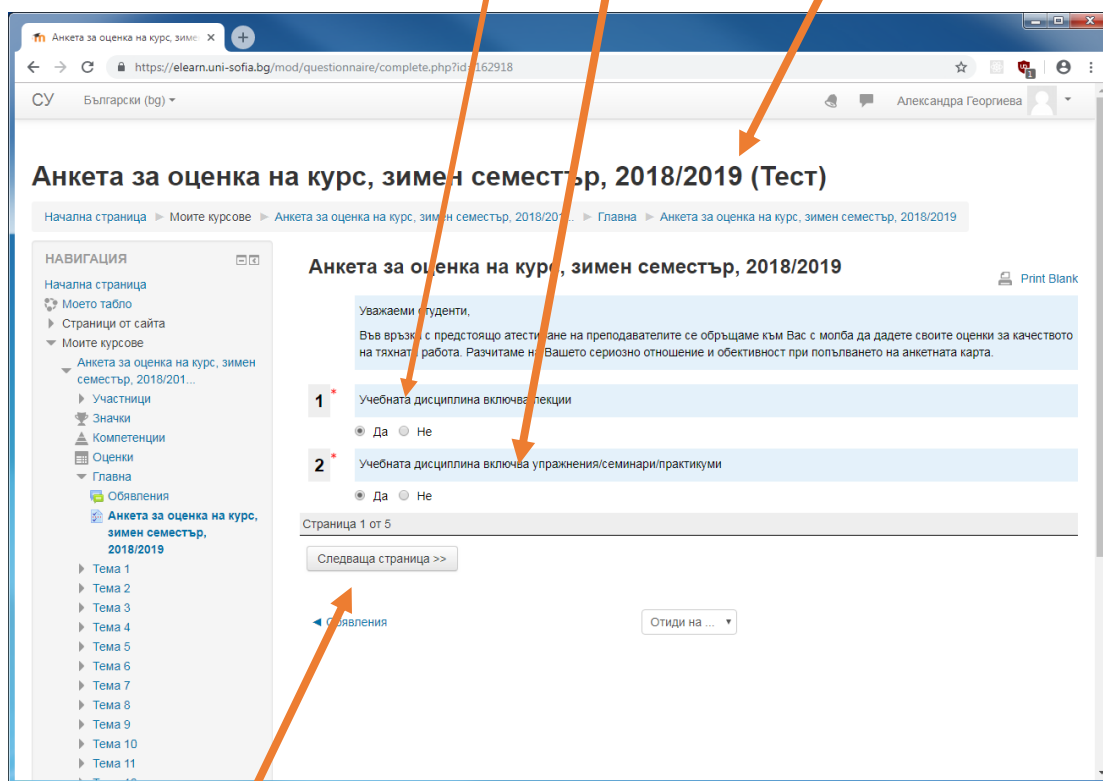 Анкета за оценка на курс, зиме
https://elearn.uni-sofia.bg/mod/questionnaire/complete.php?id=162918
1
СУ Български (bg)
Александра Георгиева
Анкета за оценка на курс, зимен семестър, 2018/2019 (Тест)
Начална страница Моите курсове Анкета за оценка на курс, зимен семестър, 2018/201... Главна Анкета за оценка на курс, зимен семестър, 2018/2019
НАВИГАЦИЯ
Начална страница
Моето табло
Страници от сайта
Моите курсове
Анкета за оценка на курс, зимен
семестър, 2018/201...
Участници
Значки
Компетенции
Оценки
Главна
Обявления
Анкета за оценка на курс,
зимен семестър,
2018/2019
Тема 1
Тема 2
Тема 3
Тема 4
Тема 5
Тема 6
Тема 7
Тема 8
Тема 9
Тема 10
Тема 11
Анкета за оценка на курс, зимен семестър, 2018/2019
Print Blank
Уважаеми студенти,
Във връзка с предстоящо атестиране на преподавателите се обръщаме към Вас с молба да дадете своите оценки за качеството
на тяхната работа. Разчитаме на Вашето сериозно отношение и обективност при попълването на анкетната карта.
1 * Учебната дисциплина включва лекции
Да Не
2 * Учебната дисциплина включва упражнения/семинари/практикуми
Да Не
Страница 1 от 5
Следваща страница >>
◄ Обявления Отиди на ...